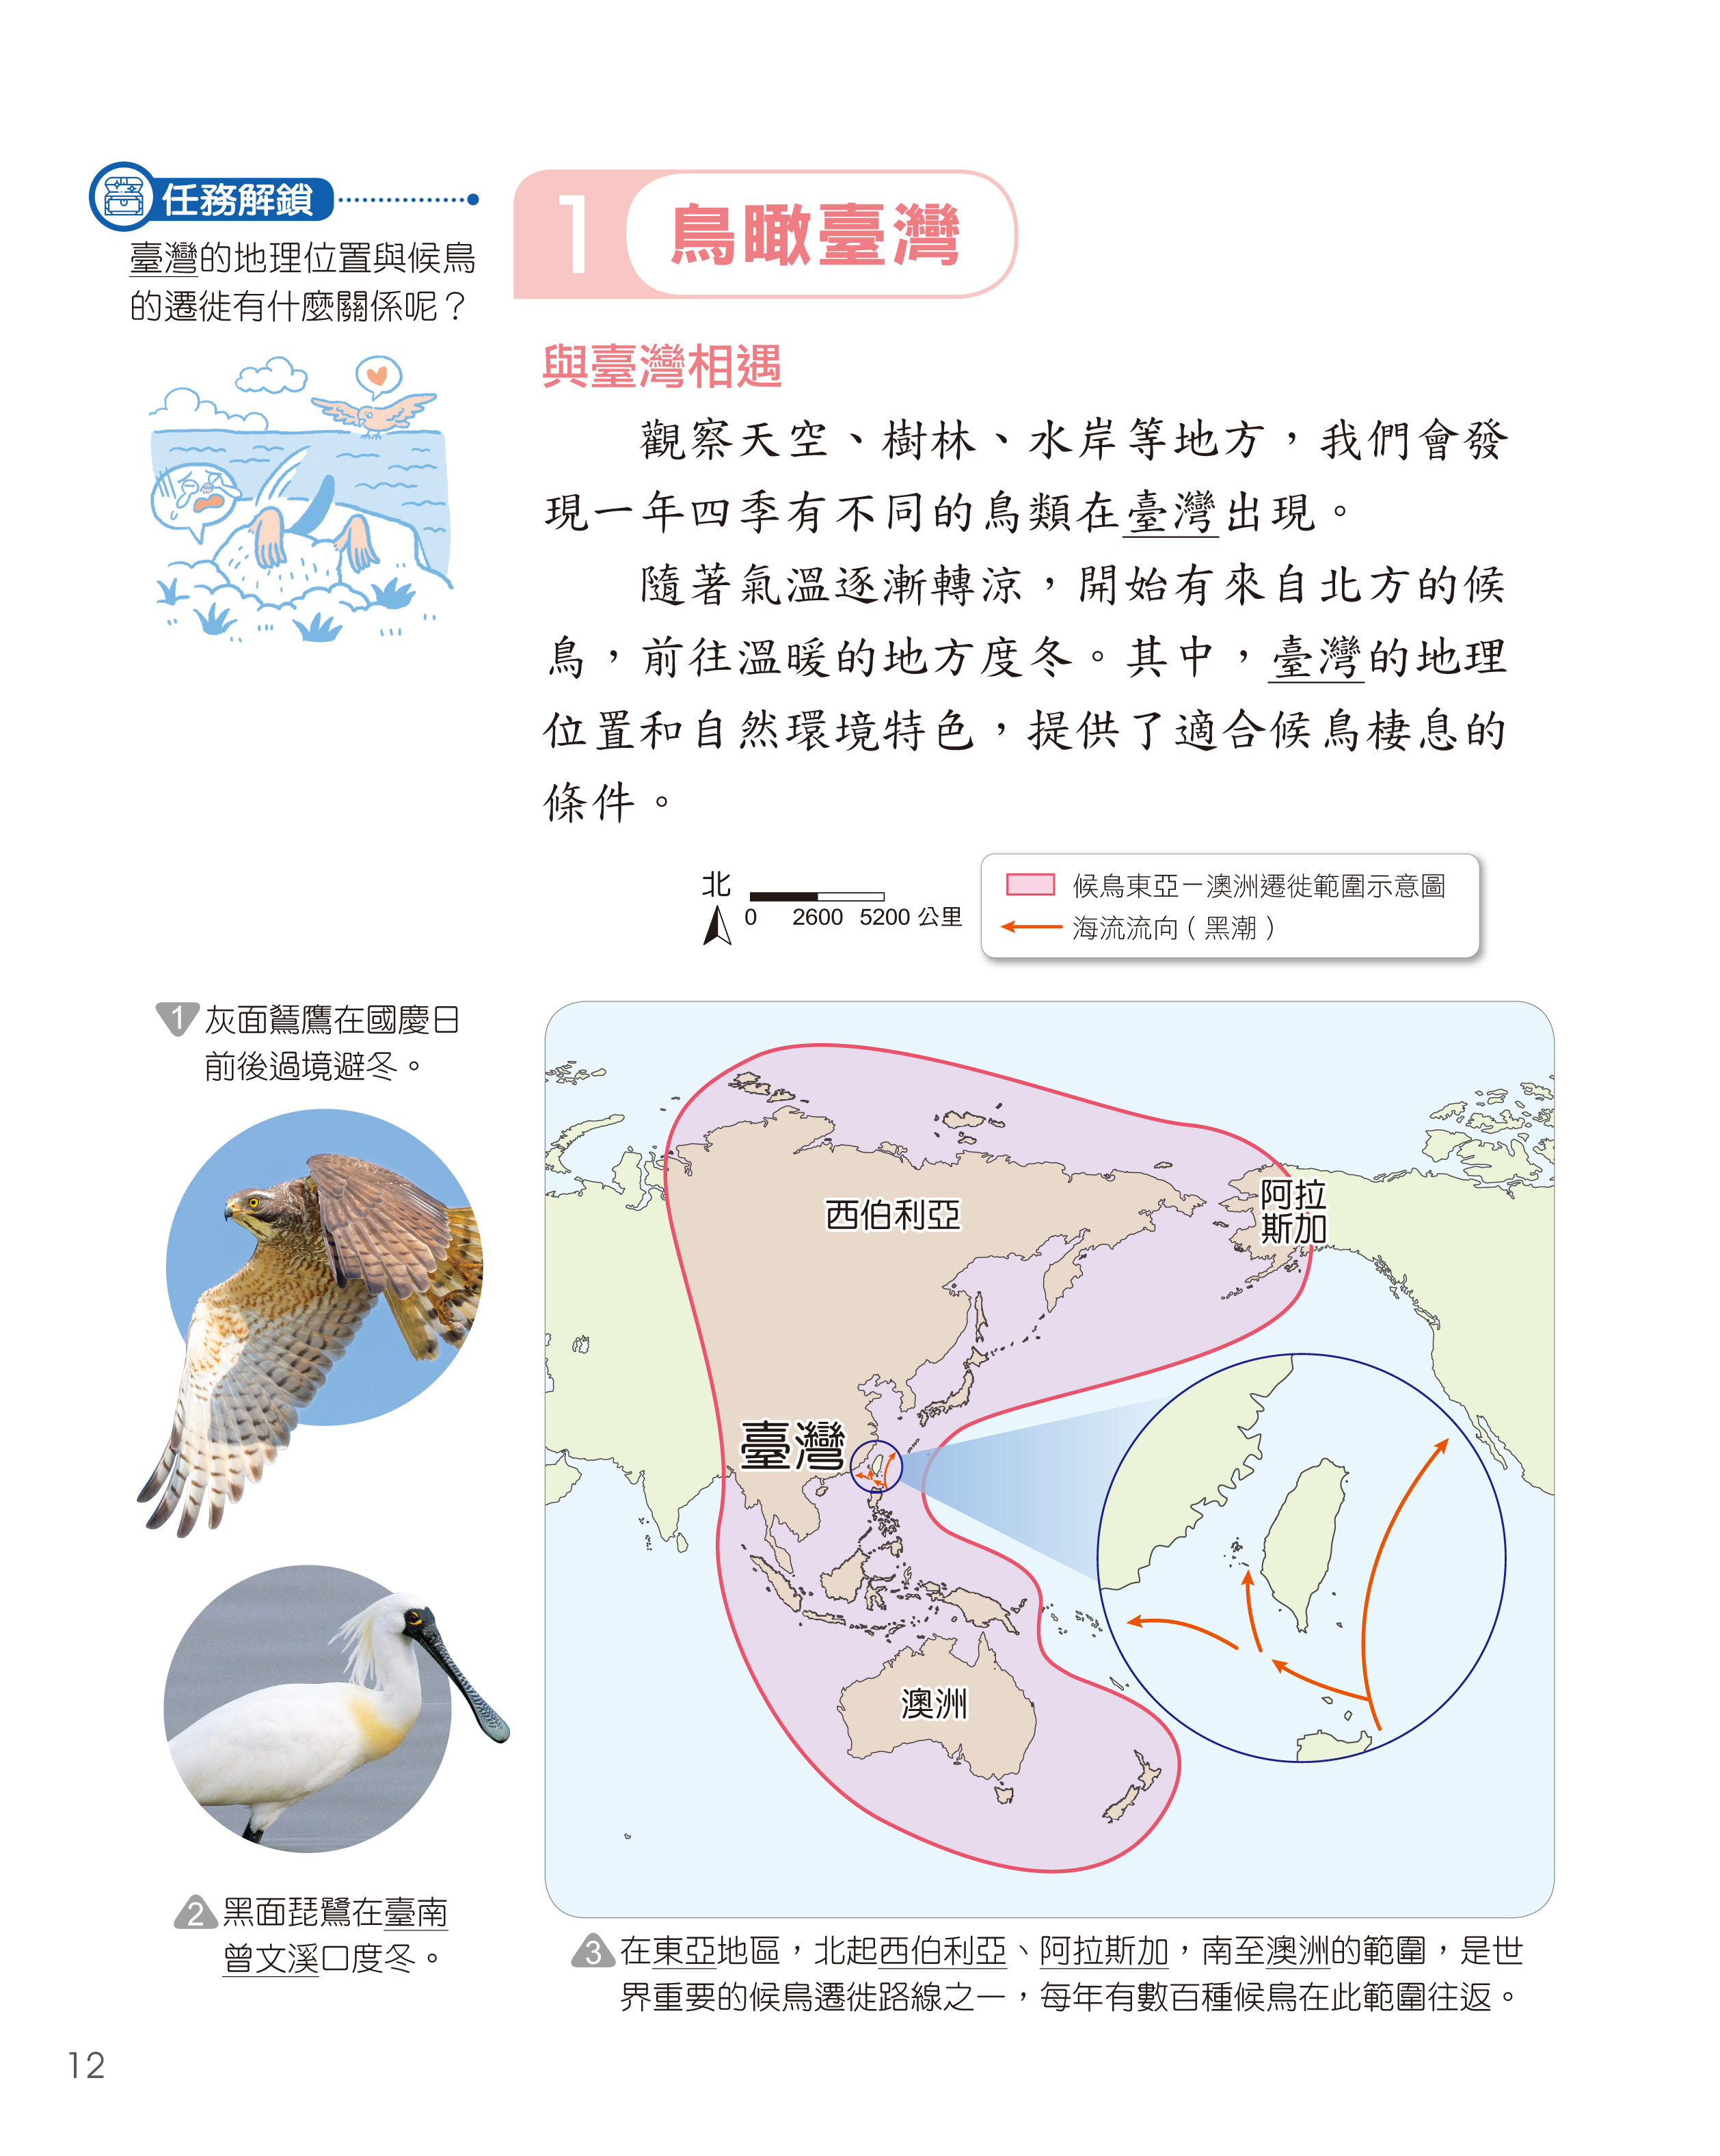 任務解鎖
臺灣的地理位置與候鳥
的遷徙有什麼關係呢？
1 鳥瞰臺灣
與臺灣相遇
觀察天空、樹林、水岸等地方，我們會發
現一年四季有不同的鳥類在臺灣出現。
隨著氣溫逐漸轉涼，開始有來自北方的候
鳥，前往溫暖的地方度冬。其中，臺灣的地理
位置和自然環境特色，提供了適合候鳥棲息的
條件。
北
0 2600 5200 公里
候鳥東亞－澳洲遷徙範圍示意圖
海流流向（黑潮）
1 灰面鵟鷹在國慶日
前後過境避冬。
西伯利亞
阿拉
斯加
臺灣
澳洲
2 黑面琵鷺在臺南
曾文溪口度冬。
3 在東亞地區，北起西伯利亞、阿拉斯加，南至澳洲的範圍，是世
界重要的候鳥遷徙路線之一，每年有數百種候鳥在此範圍往返。
12